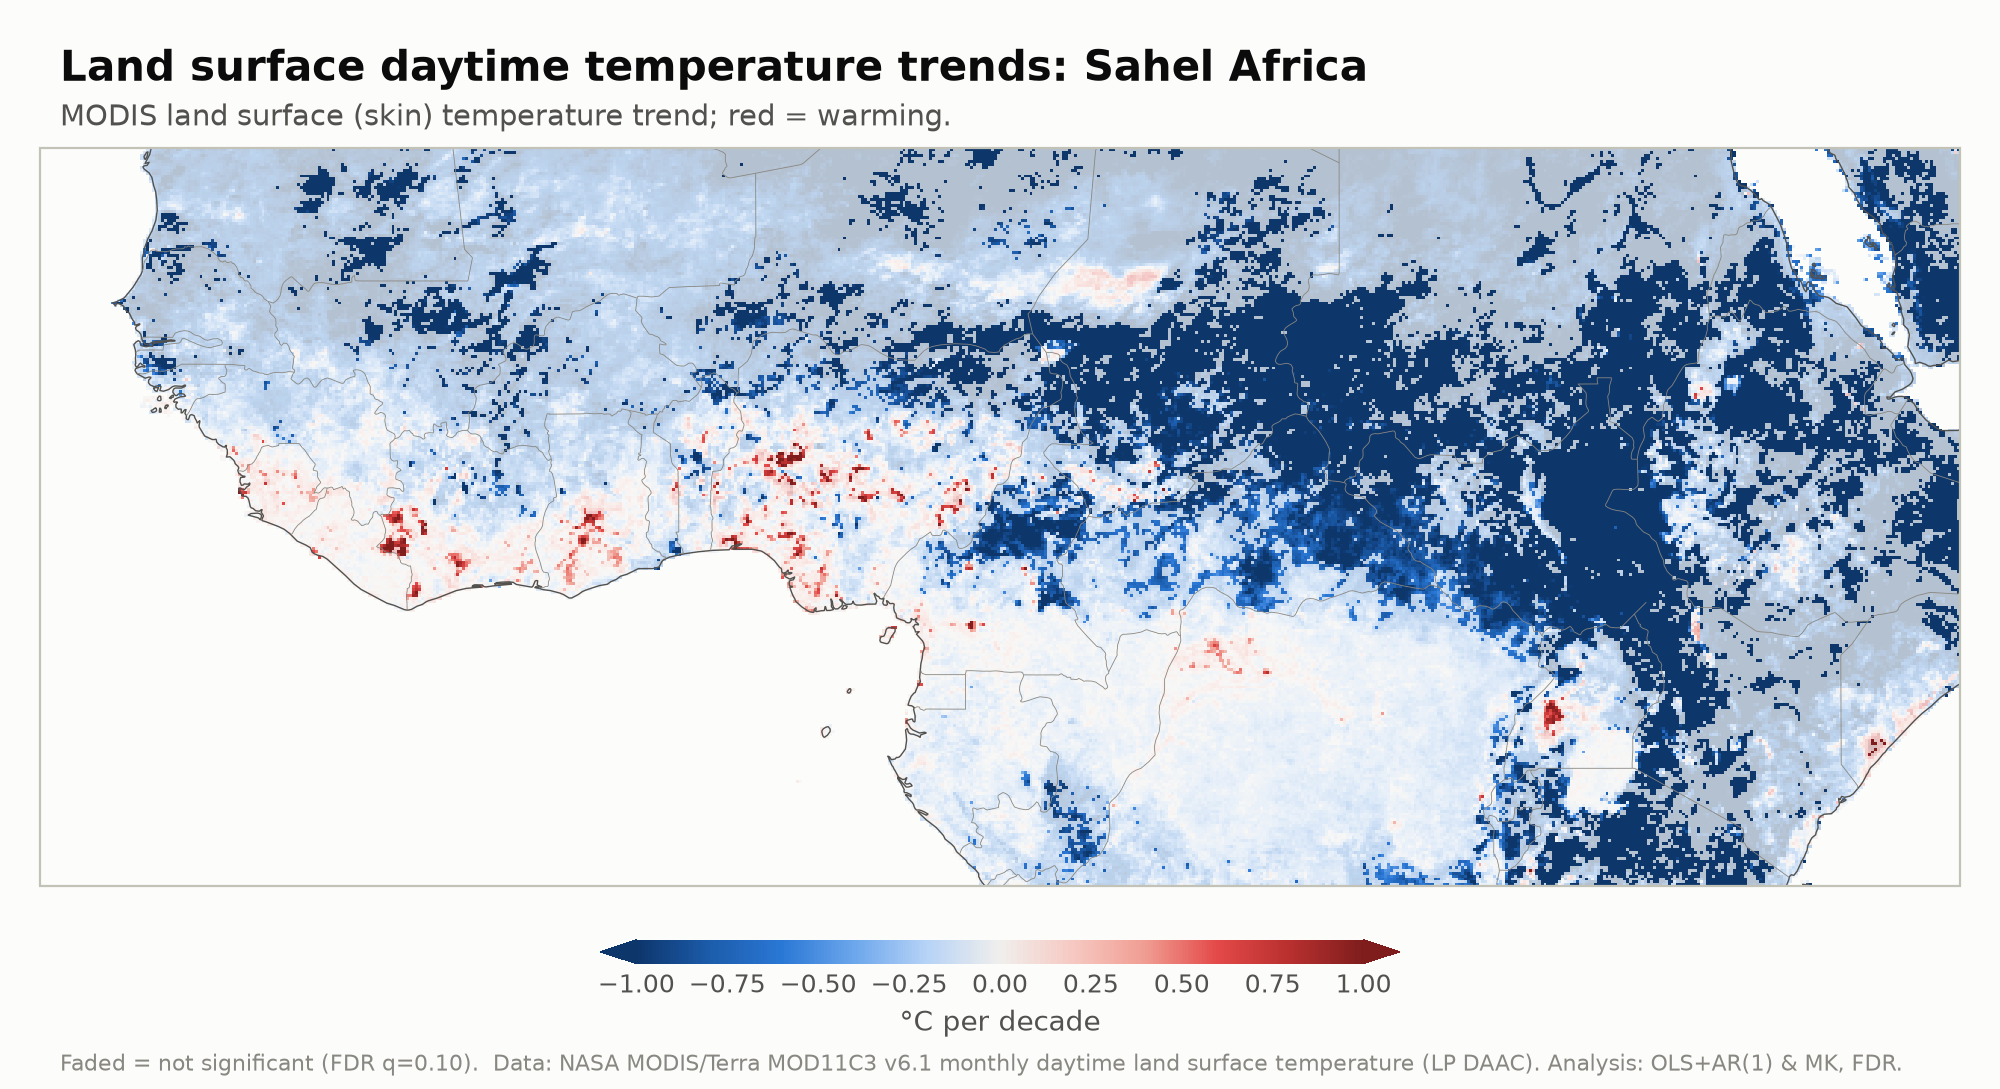 Land surface daytime temperature trends: Sahel Africa
MODIS land surface (skin) temperature trend; red = warming.
−1.00 −0.75 −0.50 −0.25 0.00 0.25 0.50 0.75 1.00
°C per decade
Faded = not significant (FDR q=0.10).  Data: NASA MODIS/Terra MOD11C3 v6.1 monthly daytime land surface temperature (LP DAAC). Analysis: OLS+AR(1) & MK, FDR.